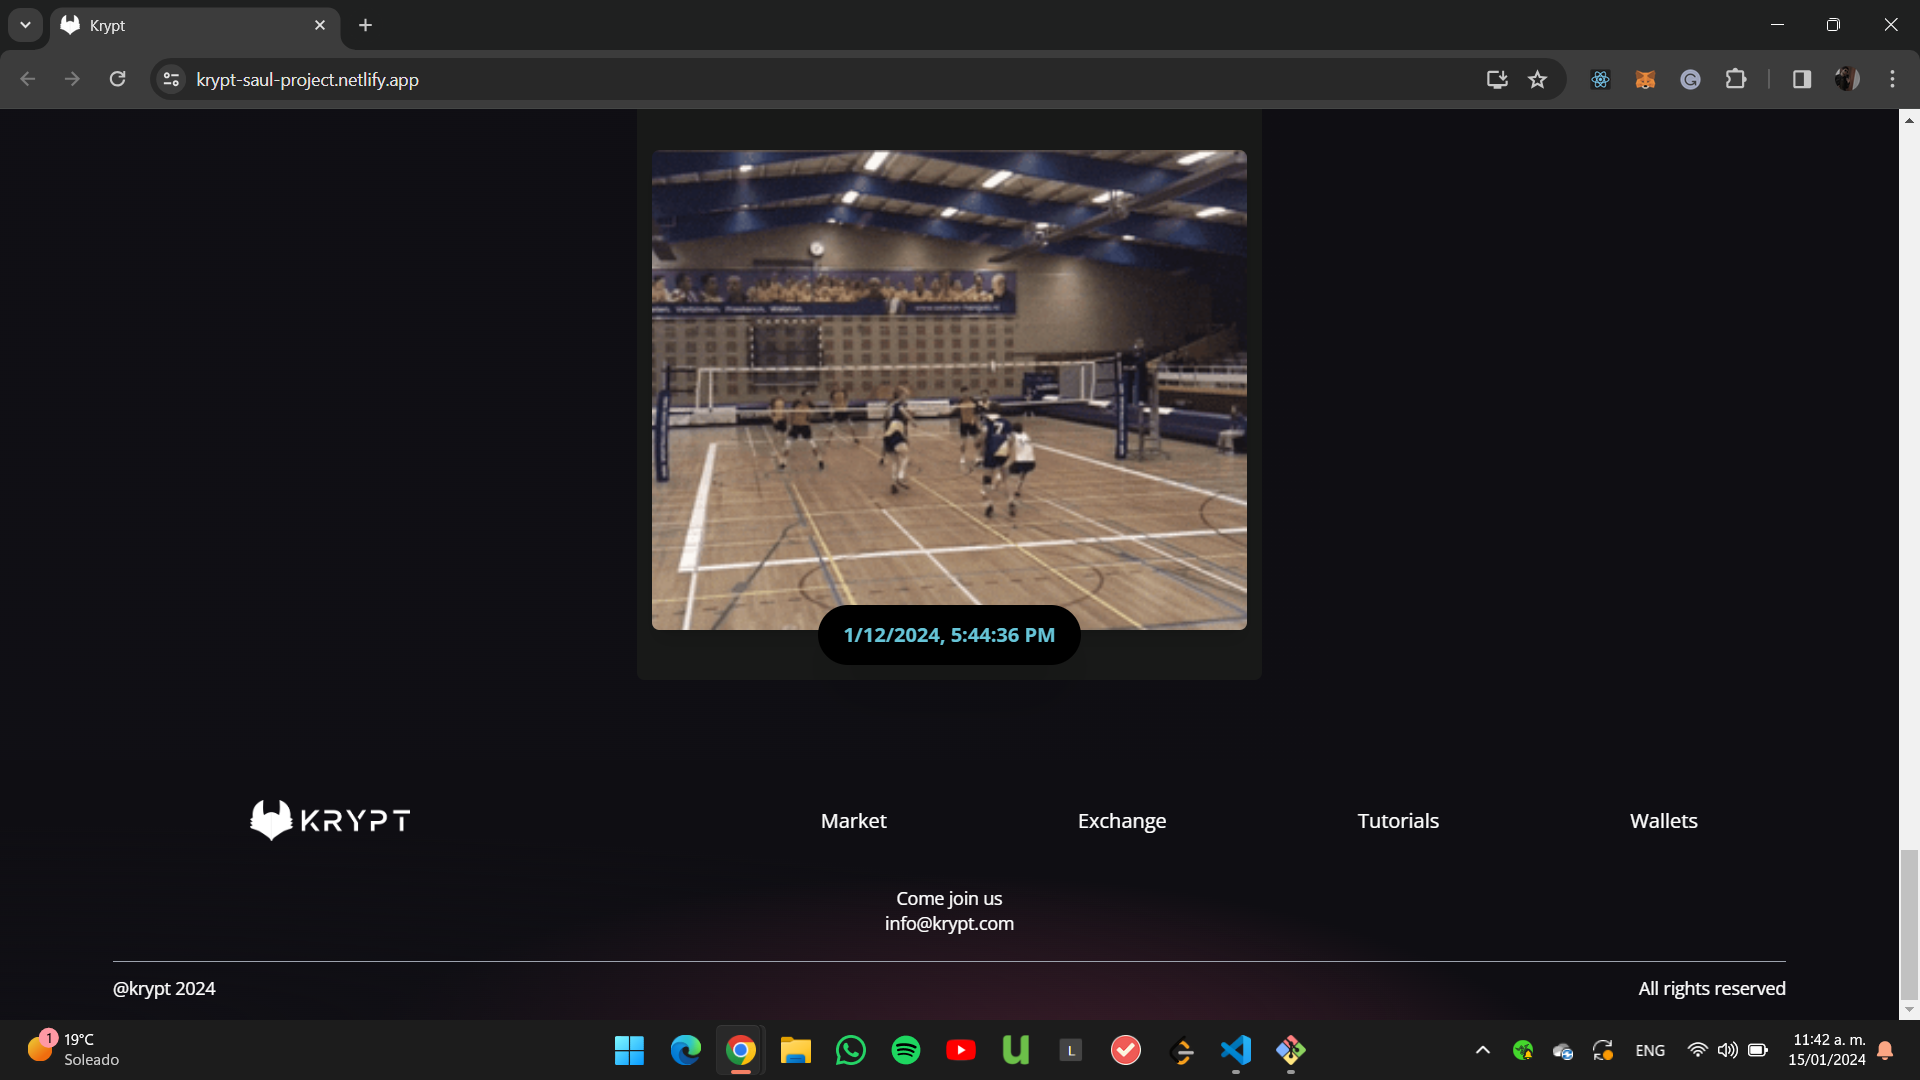 Krypt
krypt-saul-project.netlify.app
7
1/12/2024, 5:44:36 PM
KRYPT
Market
Exchange
Tutorials
Wallets
Come join us
info@krypt.com
@krypt 2024
All rights reserved
1
19°C
Soleado
L
ENG
11:42 a. m.
15/01/2024